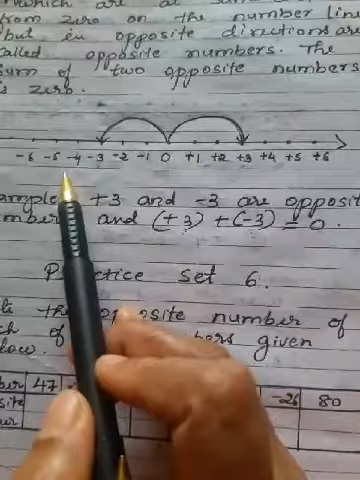 which are at
from zero on the number line
but in opposite directions are
called opposite numbers. The
sum of two opposite numbers
is zero.
-6 -5 -4 -3 -2 -1 0 +1 +2 +3 +4 +5 +6
+3 and -3 are
and (+3) + (-3) = 0.
Practice Set 6.
the opposite number of
of given
47 -26 80